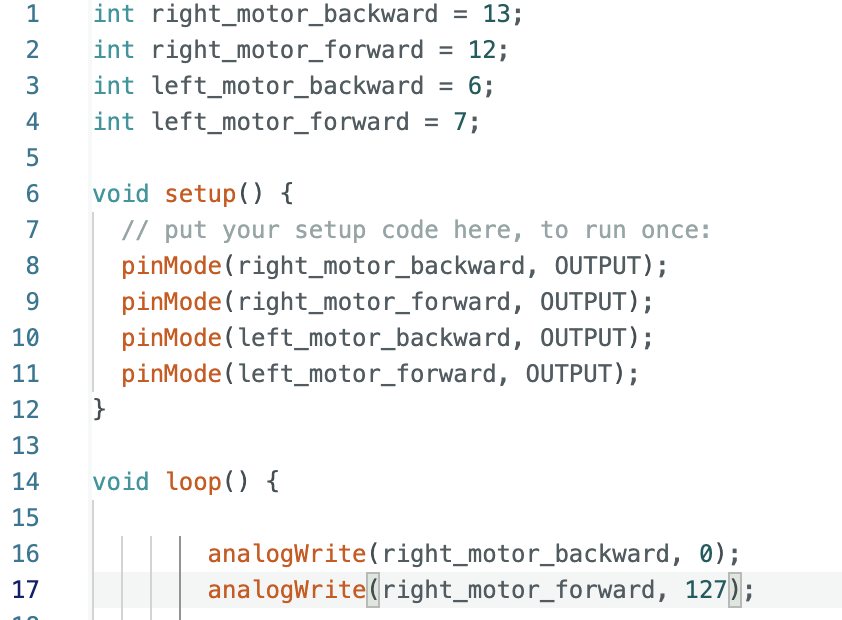 1 int right_motor_backward = 13;
2 int right_motor_forward = 12;
3 int left_motor_backward = 6;
4 int left_motor_forward = 7;
5
6 void setup() {
7 // put your setup code here, to run once:
8 pinMode(right_motor_backward, OUTPUT);
9 pinMode(right_motor_forward, OUTPUT);
10 pinMode(left_motor_backward, OUTPUT);
11 pinMode(left_motor_forward, OUTPUT);
12 }
13
14 void loop() {
15
16 analogWrite(right_motor_backward, 0);
17 analogWrite(right_motor_forward, 127);